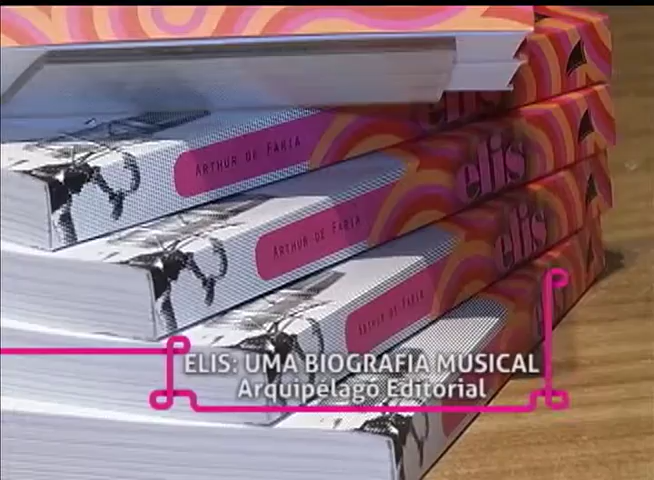 elis
ARTHUR DE FARIA
elis
ARTHUR DE FARIA
elis
ARTHUR DE FARIA
ELIS: UMA BIOGRAFIA MUSICAL
Arquipélago Editorial